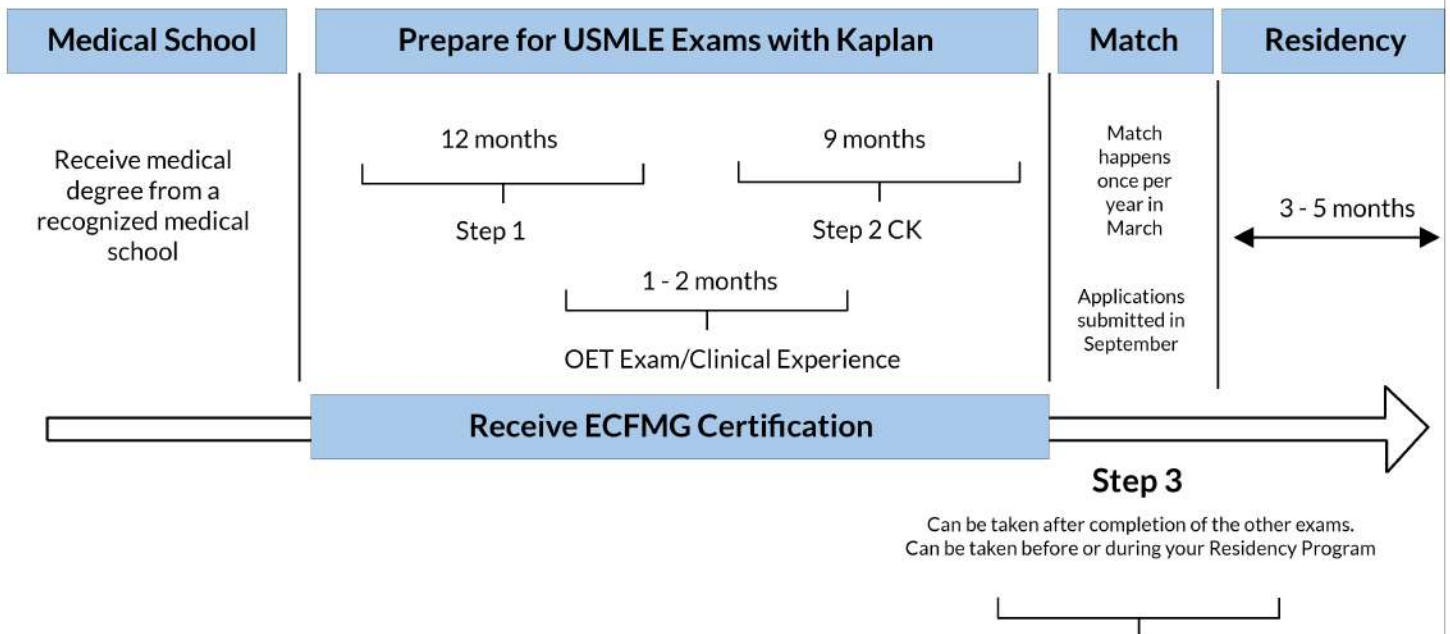 Medical School
Prepare for USMLE Exams with Kaplan
Match
Residency
Receive medical
degree from a
recognized medical
school
12 months
Step 1
9 months
Step 2 CK
1 - 2 months
OET Exam/Clinical Experience
Match
happens
once per
year in
March
Applications
submitted in
September
3 - 5 months
Receive ECFMG Certification
Step 3
Can be taken after completion of the other exams.
Can be taken before or during your Residency Program